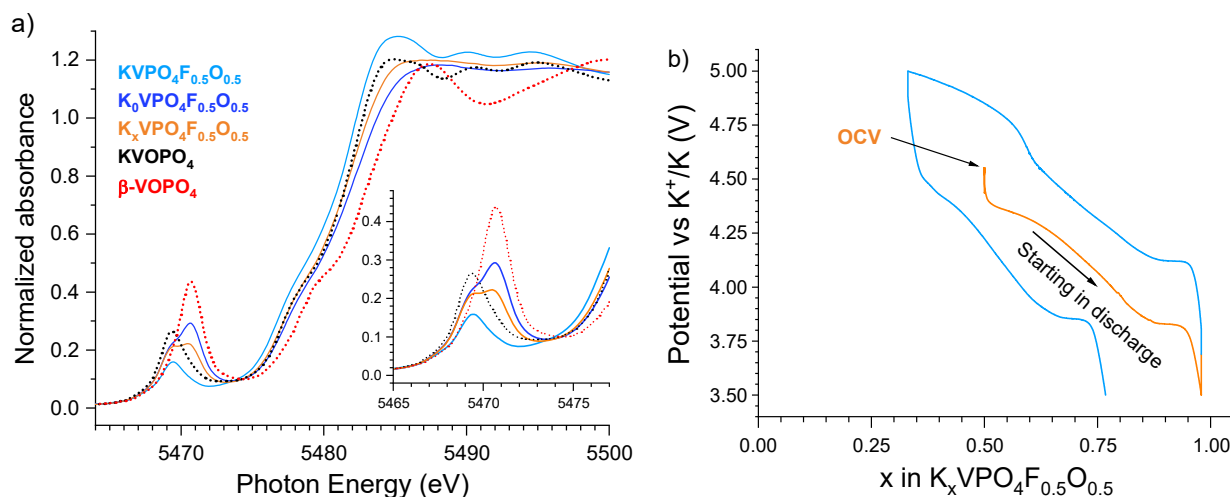 a)
Normalized absorbance
1.2
1.0
0.8
0.6
0.4
0.2
0.0
KVPO₄F₀.₅O₀.₅
K₀VPO₄F₀.₅O₀.₅
KₓVPO₄F₀.₅O₀.₅
KVOPO₄
β-VOPO₄
0.4
0.3
0.2
0.1
0.0
5465 5470 5475
5470 5480 5490 5500
Photon Energy (eV)
b)
Potential vs K⁺/K (V)
5.00
4.75
4.50
4.25
4.00
3.75
3.50
OCV
Starting in discharge
0.00 0.25 0.50 0.75 1.00
x in KₓVPO₄F₀.₅O₀.₅